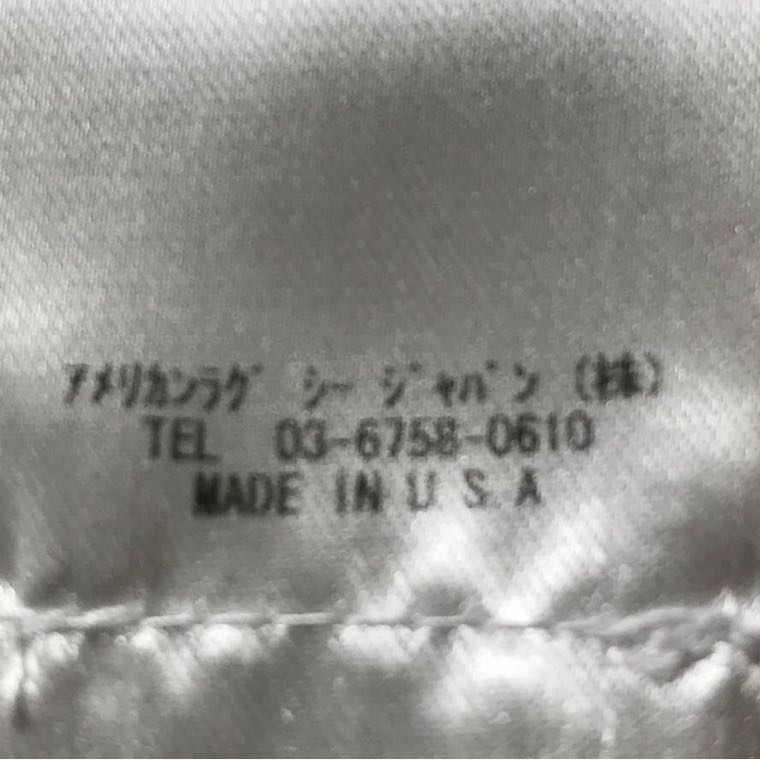 ｱﾒﾘｶﾝﾗｸﾞ ｼｰ ｼﾞｬﾊﾟﾝ (株)
TEL 03-6758-0610
MADE IN U S A